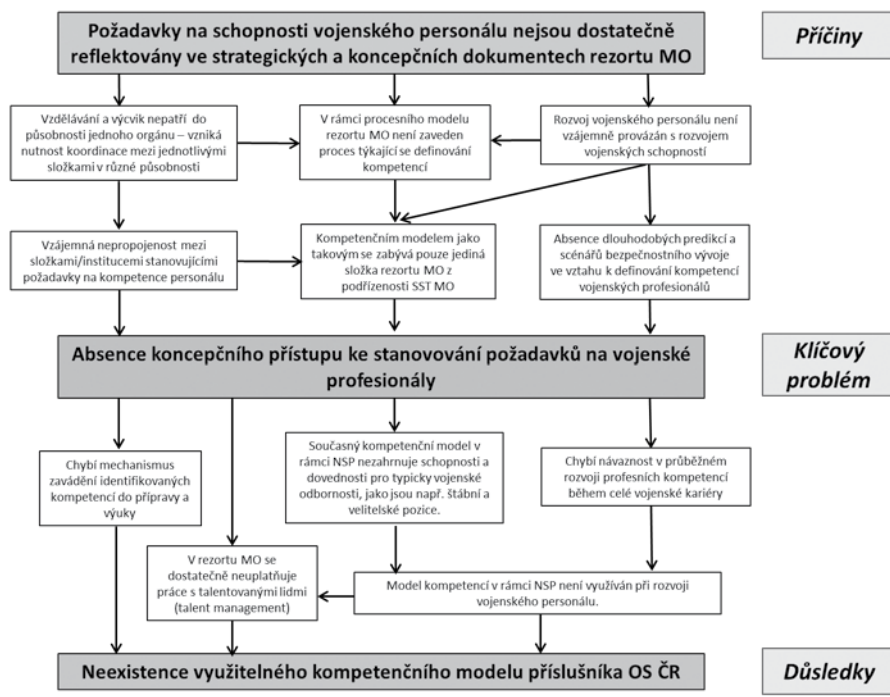 Požadavky na schopnosti vojenského personálu nejsou dostatečně
reflektovány ve strategických a koncepčních dokumentech rezortu MO
Příčiny
Vzdělávání a výcvik nepatří do
působnosti jednoho orgánu – vzniká
nutnost koordinace mezi jednotlivými
složkami v různé působnosti
V rámci procesního modelu
rezortu MO není zaveden
proces týkající se definování
kompetencí
Rozvoj vojenského personálu není
vzájemně provázán s rozvojem
vojenských schopností
Vzájemná nepropojenost mezi
složkami/institucemi stanovujícími
požadavky na kompetence personálu
Kompetenčním modelem jako
takovým se zabývá pouze jediná
složka rezortu MO z
podřízenosti SST MO
Absence dlouhodobých predikcí a
scénářů bezpečnostního vývoje
ve vztahu k definování kompetencí
vojenských profesionálů
Absence koncepčního přístupu ke stanovování požadavků na vojenské
profesionály
Klíčový
problém
Chybí mechanismus
zavádění identifikovaných
kompetencí do přípravy a
výuky
Současný kompetenční model v
rámci NSP nezahrnuje schopnosti a
dovednosti pro typicky vojenské
odbornosti, jako jsou např. štábní a
velitelské pozice.
Chybí návaznost v průběžném
rozvoji profesních kompetencí
během celé vojenské kariéry
V rezortu MO se
dostatečně neuplatňuje
práce s talentovanými lidmi
(talent management)
Model kompetencí v rámci NSP není využíván při rozvoji
vojenského personálu.
Neexistence využitelného kompetenčního modelu příslušníka OS ČR
Důsledky